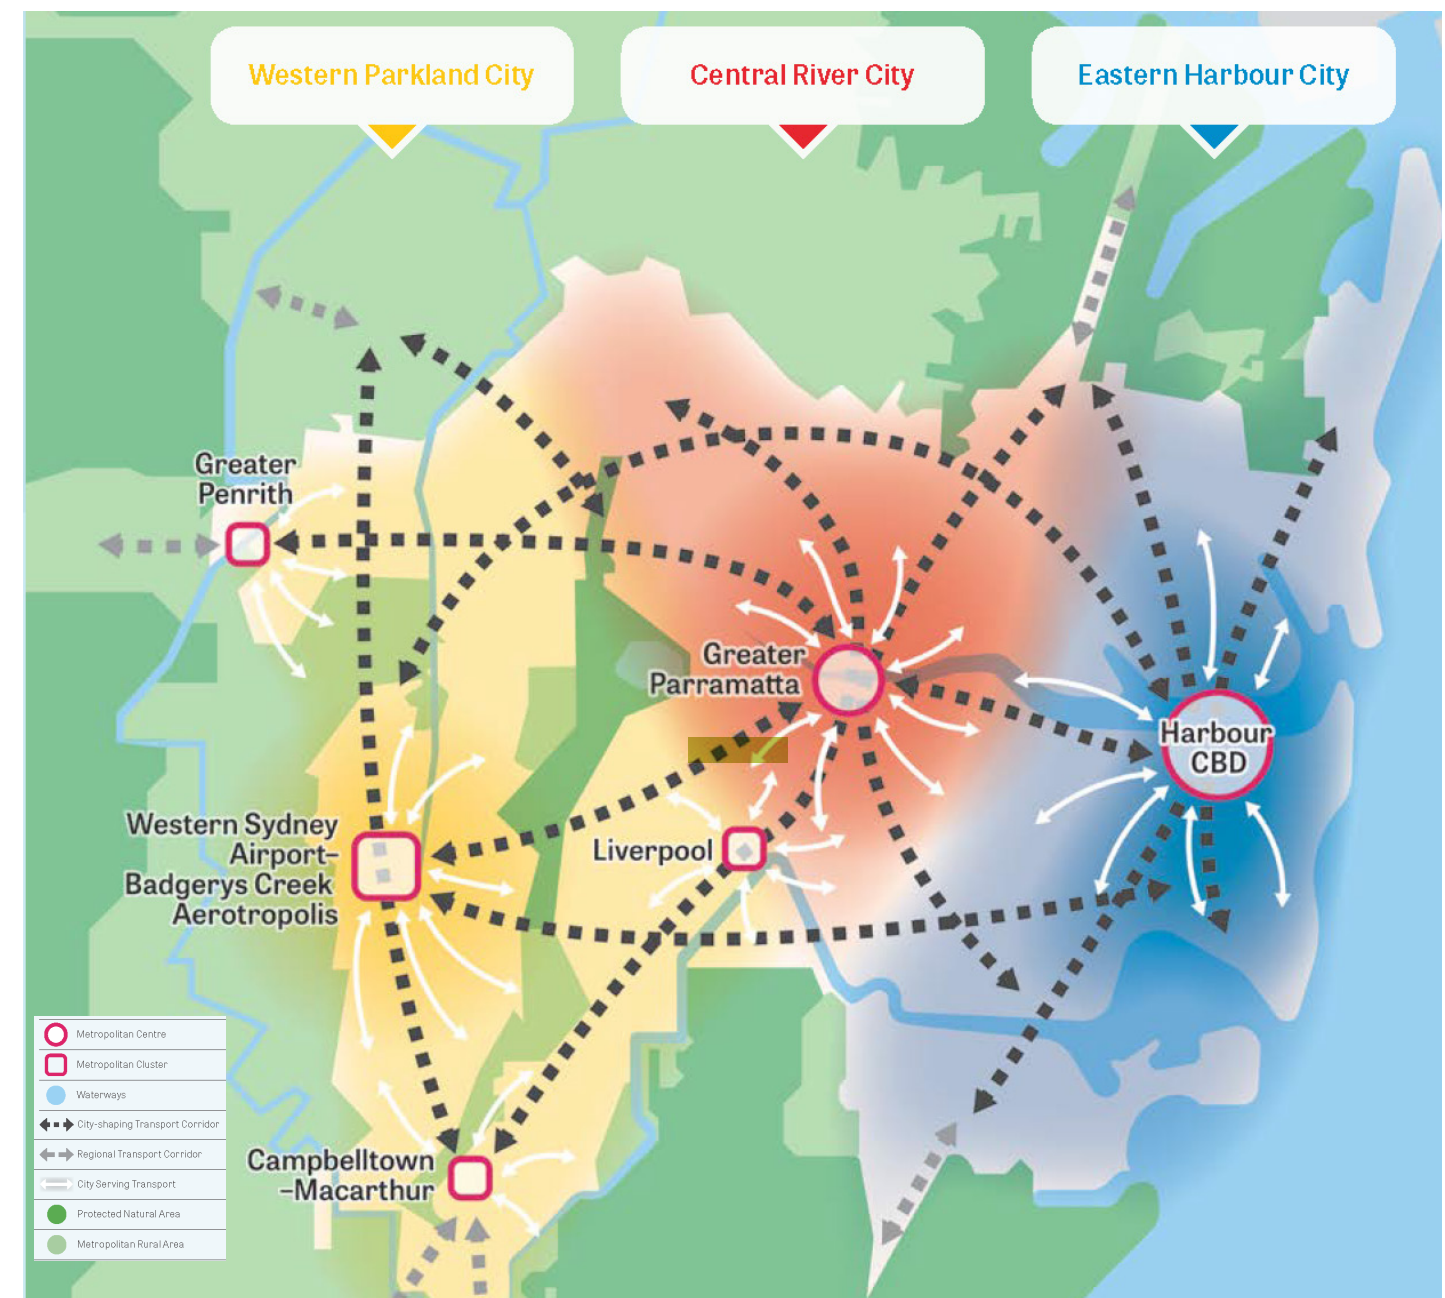 Western Parkland City
Central River City
Eastern Harbour City
Greater
Penrith
Greater
Parramatta
Harbour
CBD
Western Sydney
Airport–
Badgerys Creek
Aerotropolis
Liverpool
Campbelltown
–Macarthur
Metropolitan Centre
Metropolitan Cluster
Waterways
City-shaping Transport Corridor
Regional Transport Corridor
City Serving Transport
Protected Natural Area
Metropolitan Rural Area